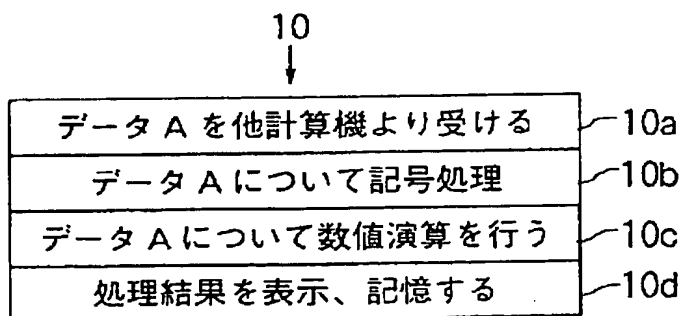 10
データAを他計算機より受ける 10a
データAについて記号処理 10b
データAについて数値演算を行う 10c
処理結果を表示、記憶する 10d